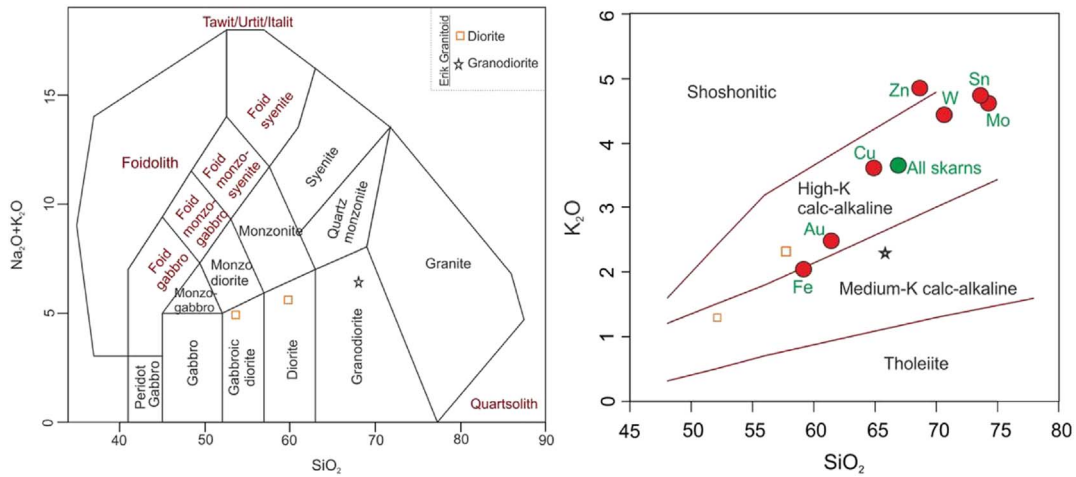 Tawit/Urtit/Italit
Erik Granitoid
Diorite
Granodiorite
Foid
syenite
Foidolith
Foid
monzo-
syenite
Syenite
Foid
monzo-
gabbro
Quartz
monzonite
Monzonite
Foid
gabbro
Monzo
diorite
Granite
Monzo-
gabbro
Peridot
Gabbro
Gabbro
Gabbroic
diorite
Diorite
Granodiorite
Quartsolith
15
10
5
0
Na2O+K2O
40
50
60
70
80
90
SiO2
6
5
4
3
2
1
0
K2O
Shoshonitic
Zn
Sn
W
Mo
Cu
All skarns
High-K
calc-alkaline
Au
Fe
Medium-K calc-alkaline
Tholeiite
45
50
55
60
65
70
75
80
SiO2